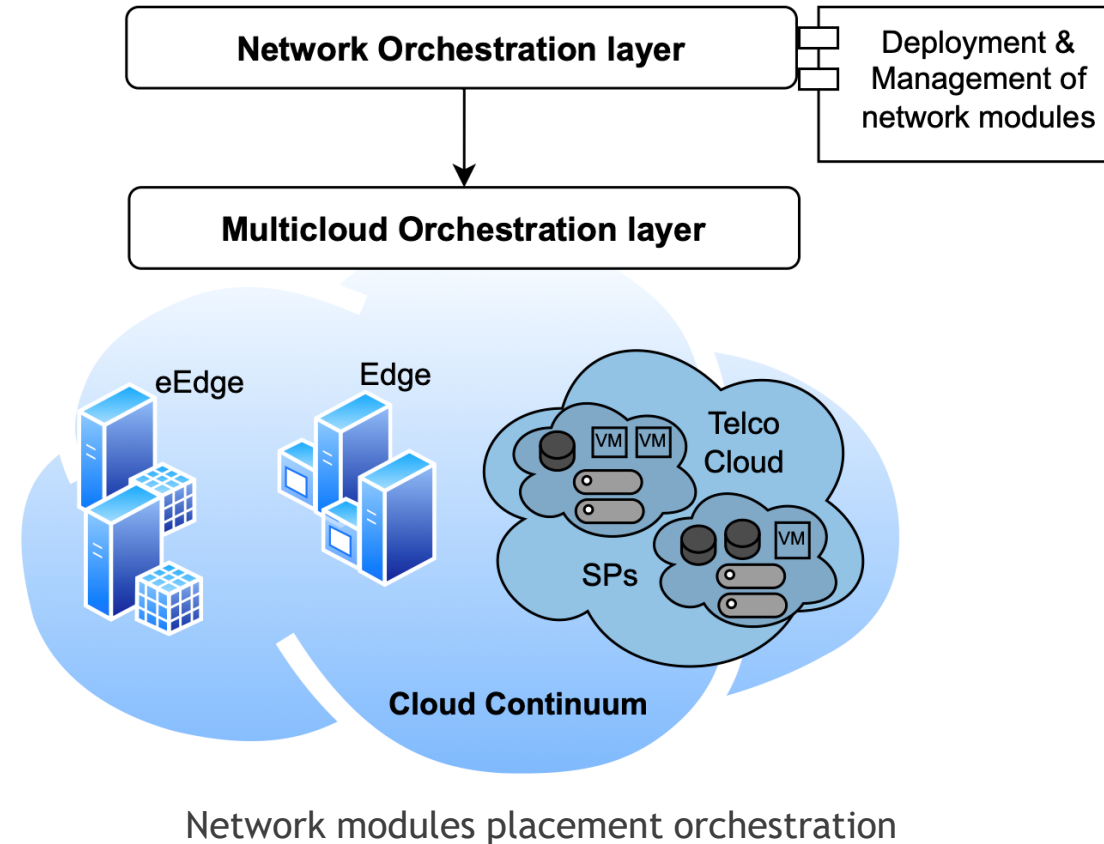 Network Orchestration layer
Deployment &
Management of
network modules
Multicloud Orchestration layer
eEdge
Edge
Telco
Cloud
VM
VM
VM
SPs
Cloud Continuum
Network modules placement orchestration